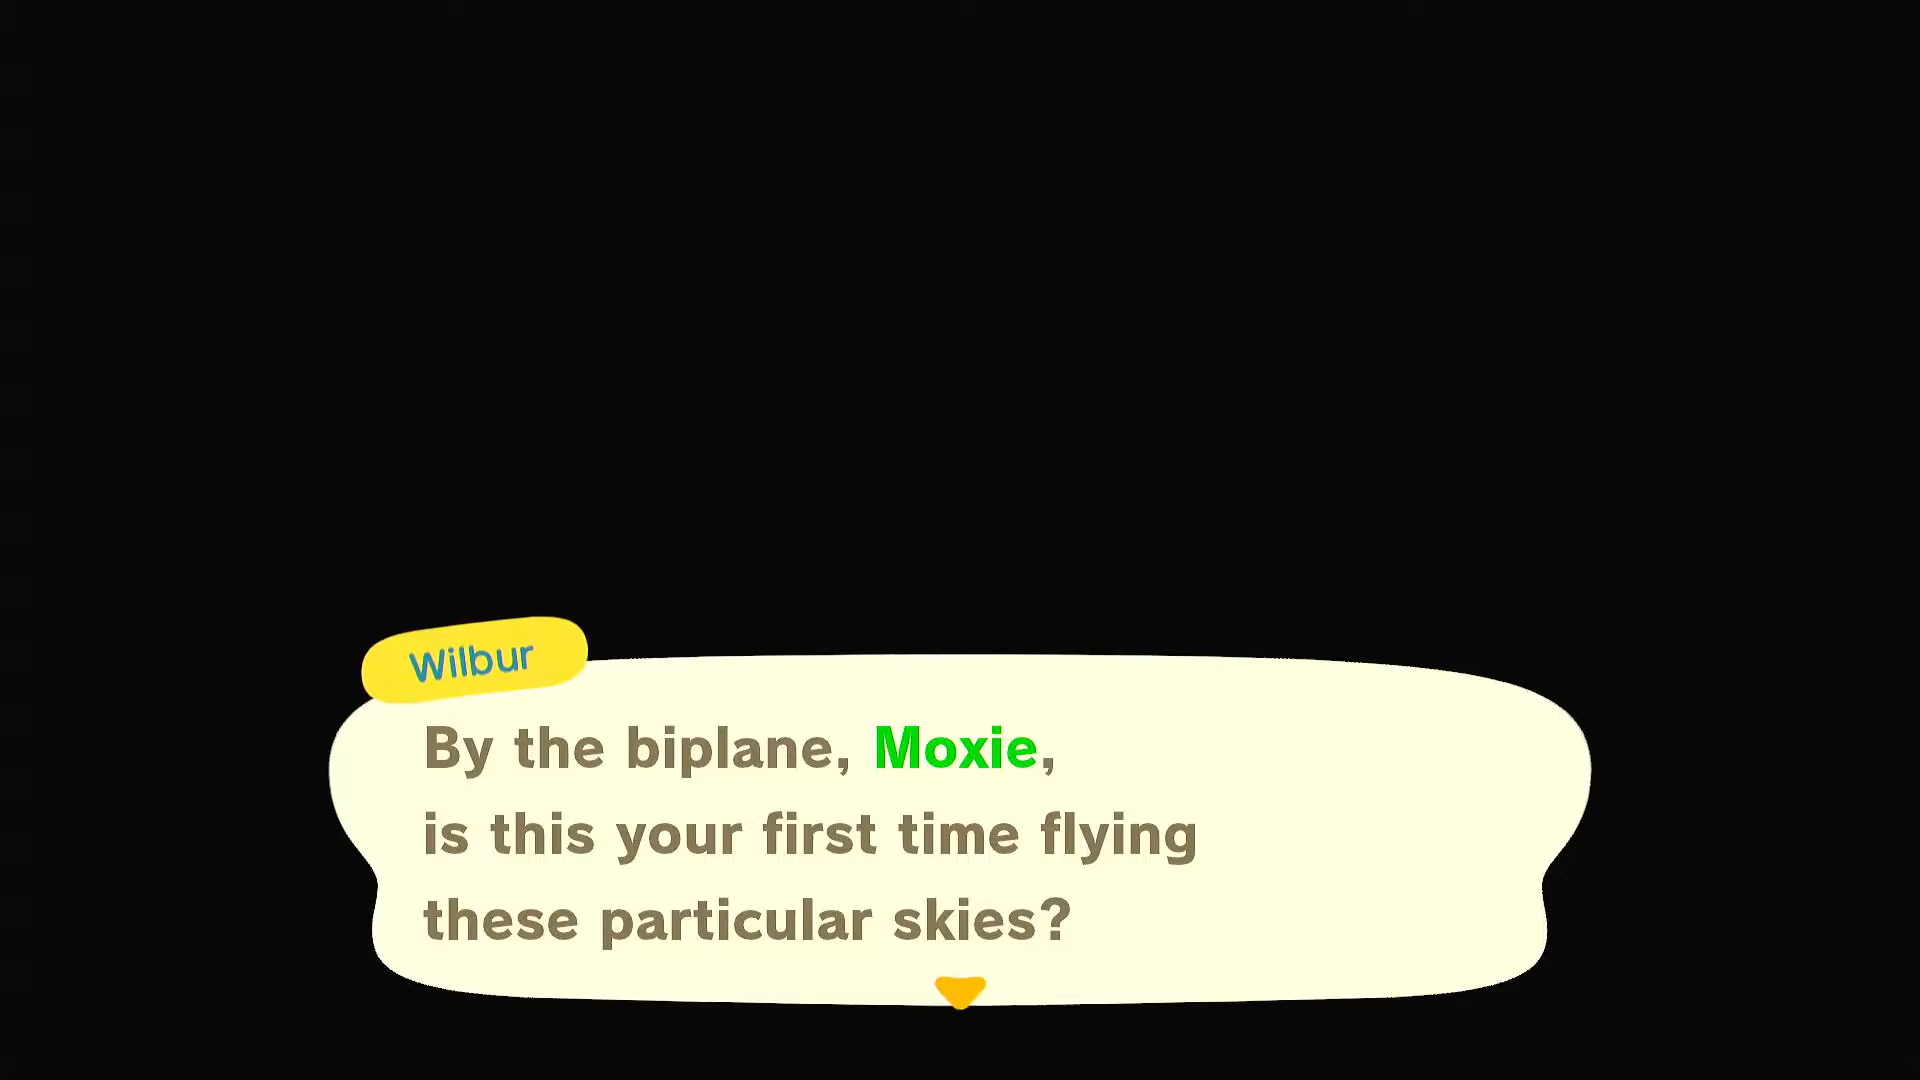 Wilbur
By the biplane, Moxie,
is this your first time flying
these particular skies?